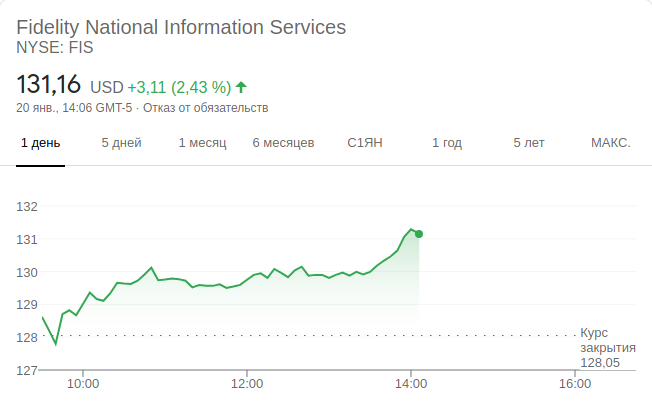 Fidelity National Information Services
NYSE: FIS
131,16 USD +3,11 (2,43 %)
20 янв., 14:06 GMT-5 · Отказ от обязательств
1 день 5 дней 1 месяц 6 месяцев С1ЯН 1 год 5 лет МАКС.
132
131
130
129
128
127
Курс
закрытия
128,05
10:00 12:00 14:00 16:00